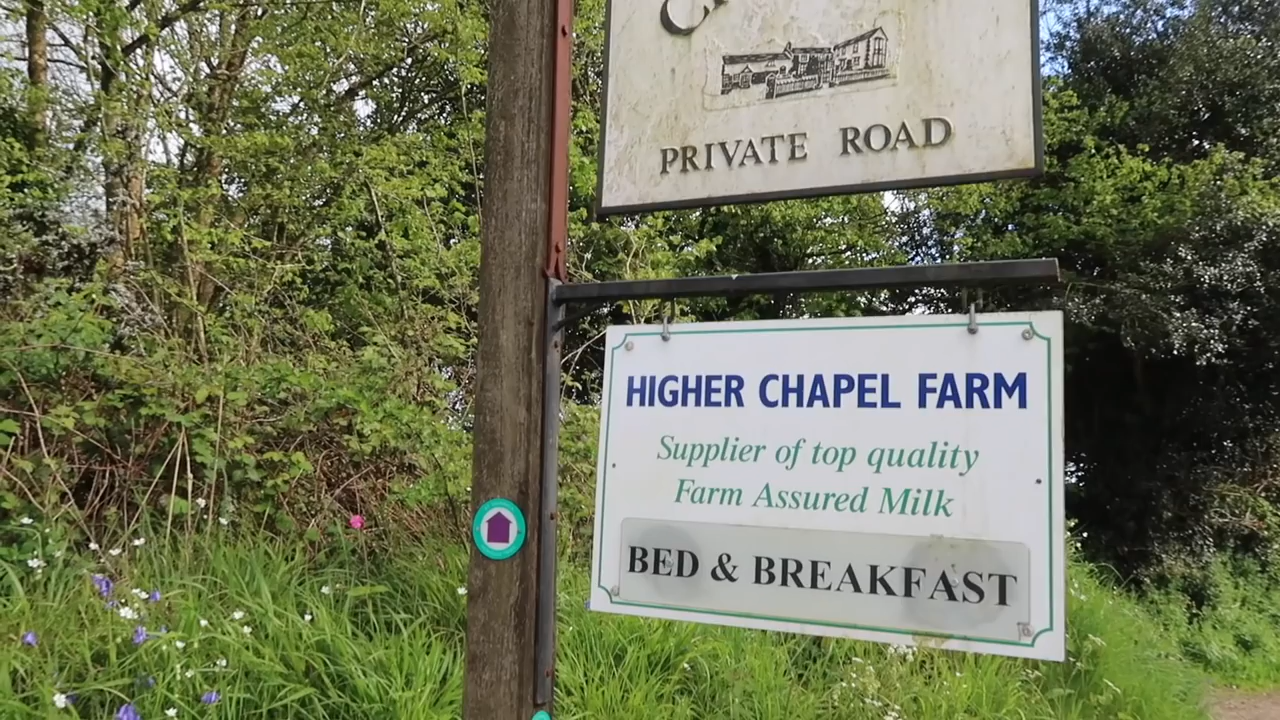 PRIVATE ROAD
HIGHER CHAPEL FARM
Supplier of top quality
Farm Assured Milk
BED & BREAKFAST